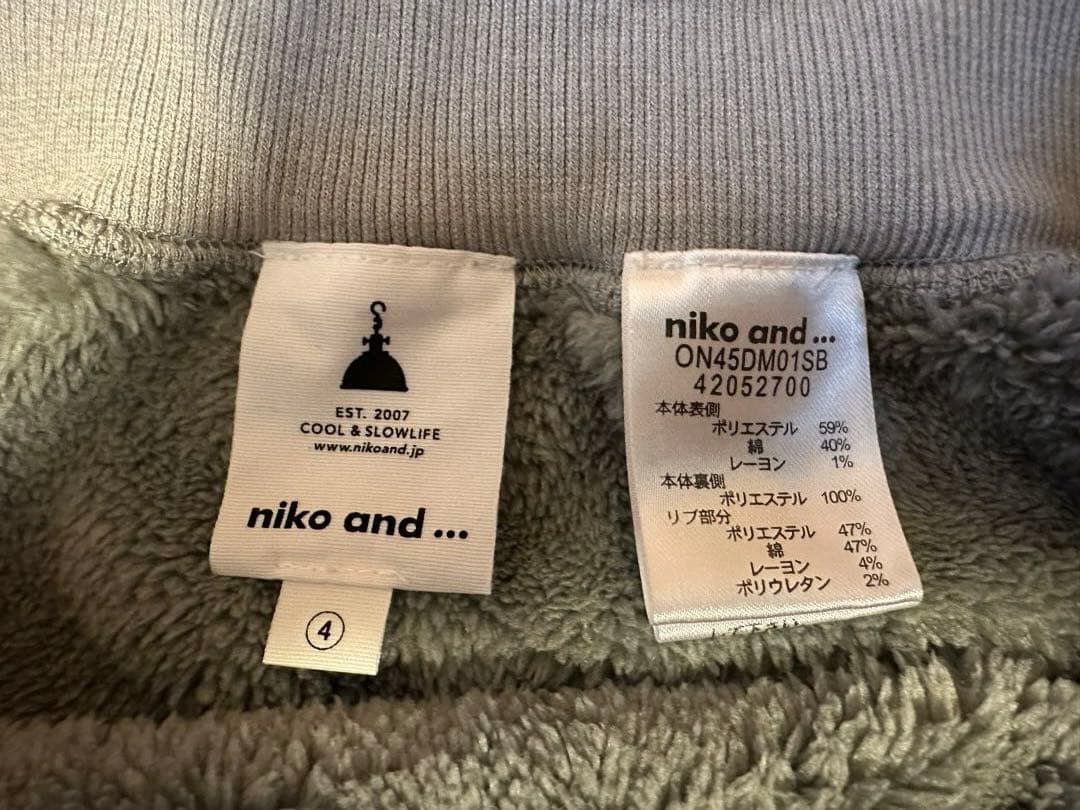 EST. 2007
COOL & SLOWLIFE
www.nikoand.jp
niko and ...
4
niko and ...
ON45DM01SB
42052700
本体表側
ポリエステル 59%
綿 40%
レーヨン 1%
本体裏側
ポリエステル 100%
リブ部分
ポリエステル 47%
綿 47%
レーヨン 4%
ポリウレタン 2%